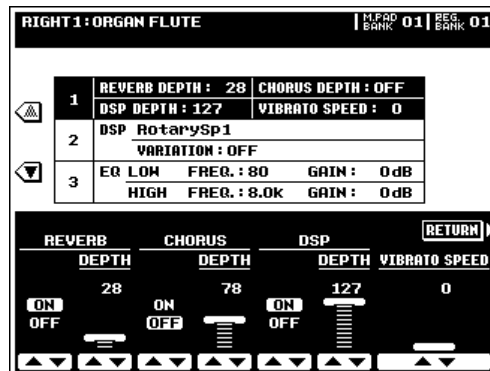 RIGHT1:ORGAN FLUTE M.PAD BANK 01 REG. BANK 01
1 REVERB DEPTH: 28 CHORUS DEPTH:OFF
DSP DEPTH:127 VIBRATO SPEED: 0
2 DSP RotarySp1
VARIATION:OFF
3 EQ LOW FREQ.:80 GAIN: 0dB
HIGH FREQ.:8.0K GAIN: 0dB
RETURN
REVERB CHORUS DSP
DEPTH DEPTH DEPTH VIBRATO SPEED
28 78 127 0
ON ON ON
OFF OFF OFF